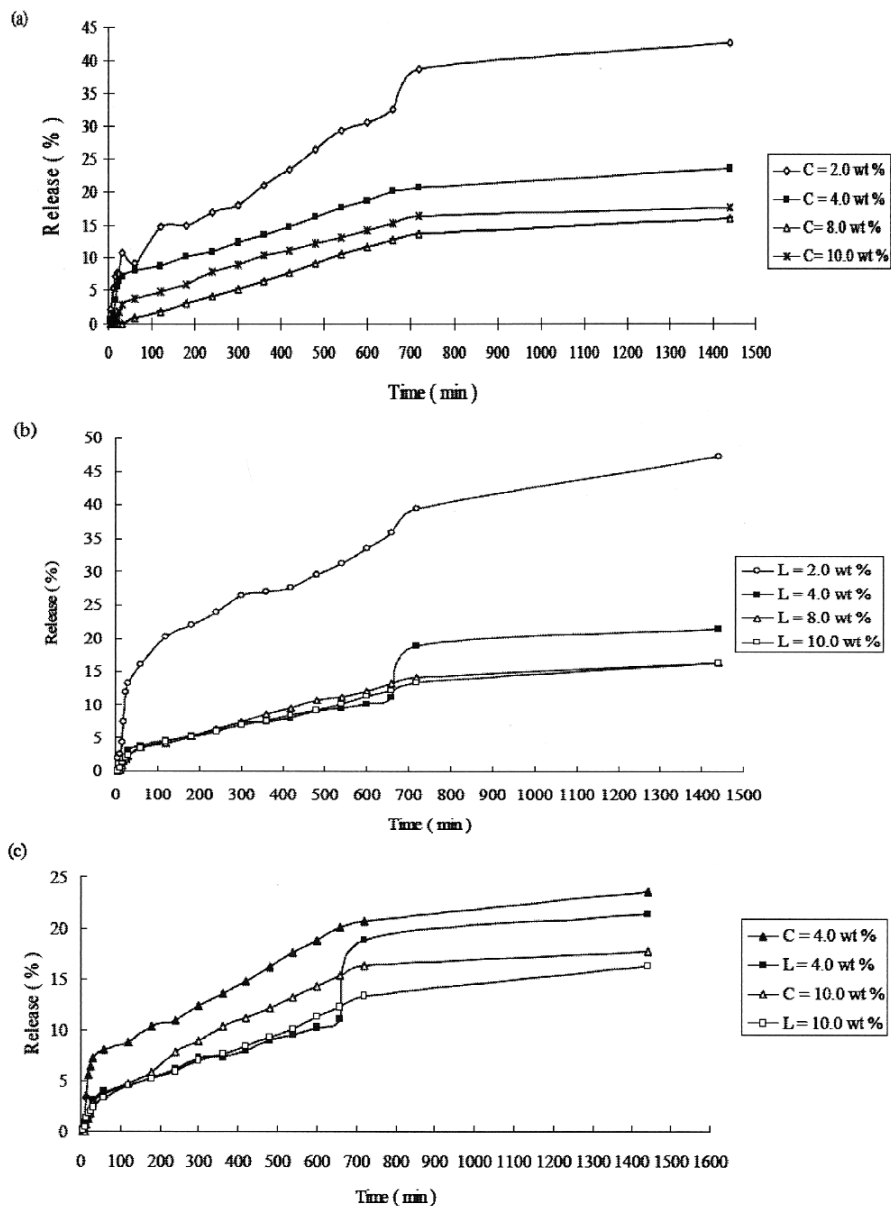 (a)
45
40
35
30
25
20
15
10
5
0
Release ( % )
0 100 200 300 400 500 600 700 800 900 1000 1100 1200 1300 1400 1500
Time ( min )
C = 2.0 wt %
C = 4.0 wt %
C = 8.0 wt %
C = 10.0 wt %
(b)
50
45
40
35
30
25
20
15
10
5
0
Release ( %)
0 100 200 300 400 500 600 700 800 900 1000 1100 1200 1300 1400 1500
Time ( min )
L = 2.0 wt %
L = 4.0 wt %
L = 8.0 wt %
L = 10.0 wt %
(c)
25
20
15
10
5
0
Release ( % )
0 100 200 300 400 500 600 700 800 900 1000 1100 1200 1300 1400 1500 1600
Time ( min )
C = 4.0 wt %
L = 4.0 wt %
C = 10.0 wt %
L = 10.0 wt %